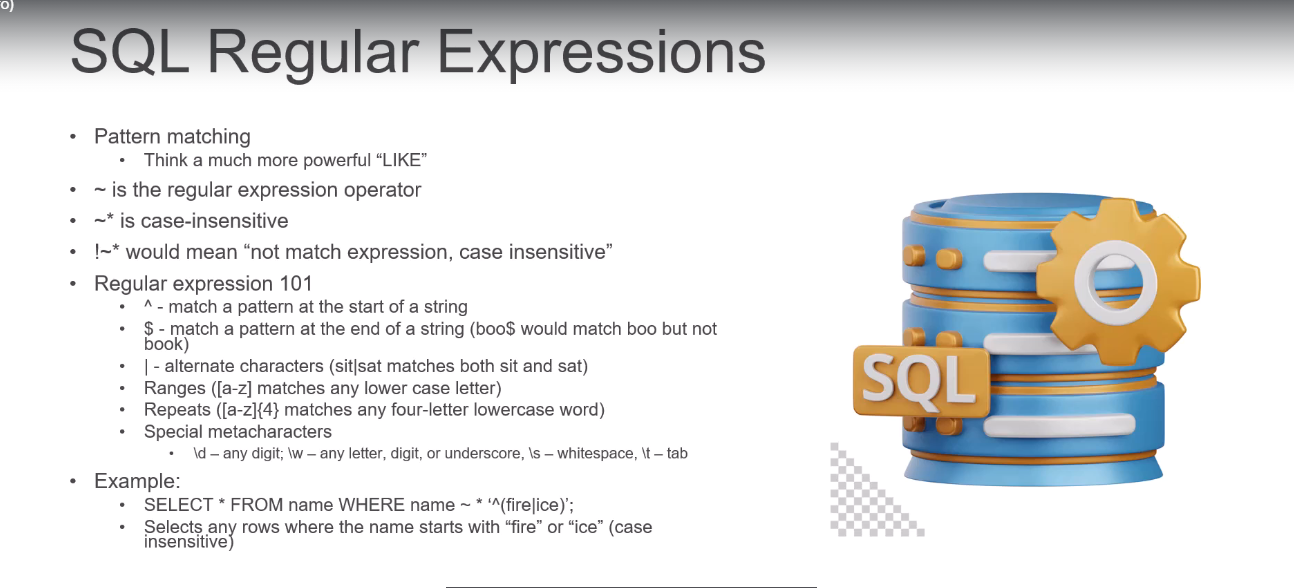 ro)
SQL Regular Expressions
• Pattern matching
• Think a much more powerful “LIKE”
• ~ is the regular expression operator
• ~* is case-insensitive
• !~* would mean “not match expression, case insensitive”
• Regular expression 101
• ^ - match a pattern at the start of a string
• $ - match a pattern at the end of a string (boo$ would match boo but not
book)
• | - alternate characters (sit|sat matches both sit and sat)
• Ranges ([a-z] matches any lower case letter)
• Repeats ([a-z]{4} matches any four-letter lowercase word)
• Special metacharacters
• \d – any digit; \w – any letter, digit, or underscore, \s – whitespace, \t – tab
• Example:
• SELECT * FROM name WHERE name ~ * ‘^(fire|ice)’;
• Selects any rows where the name starts with “fire” or “ice” (case
insensitive)
SQL